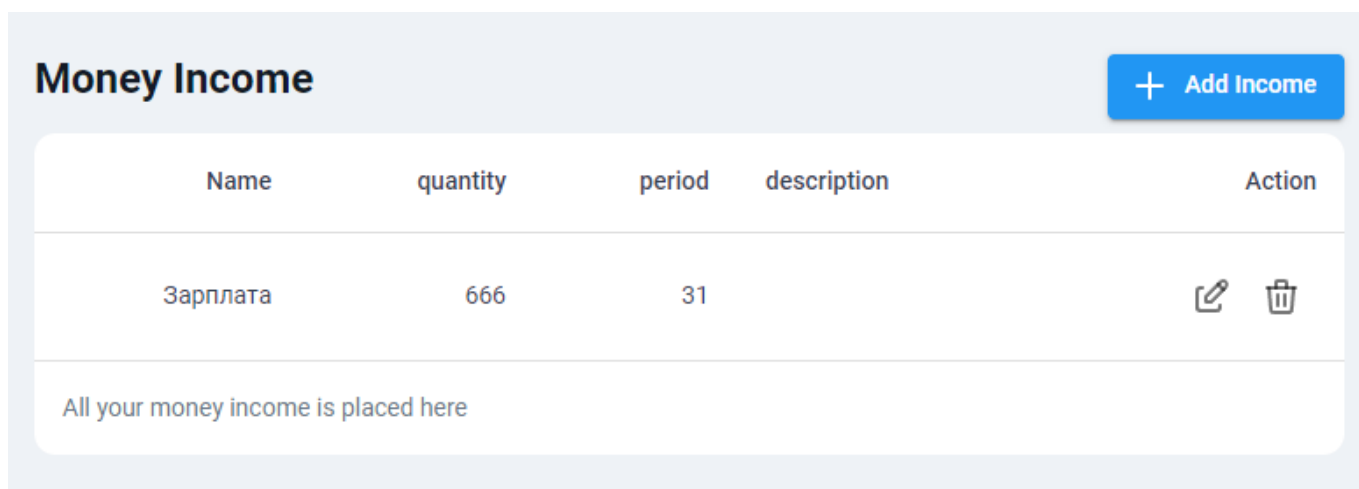 Money Income
Add Income
Name quantity period description Action
Зарплата 666 31
All your money income is placed here